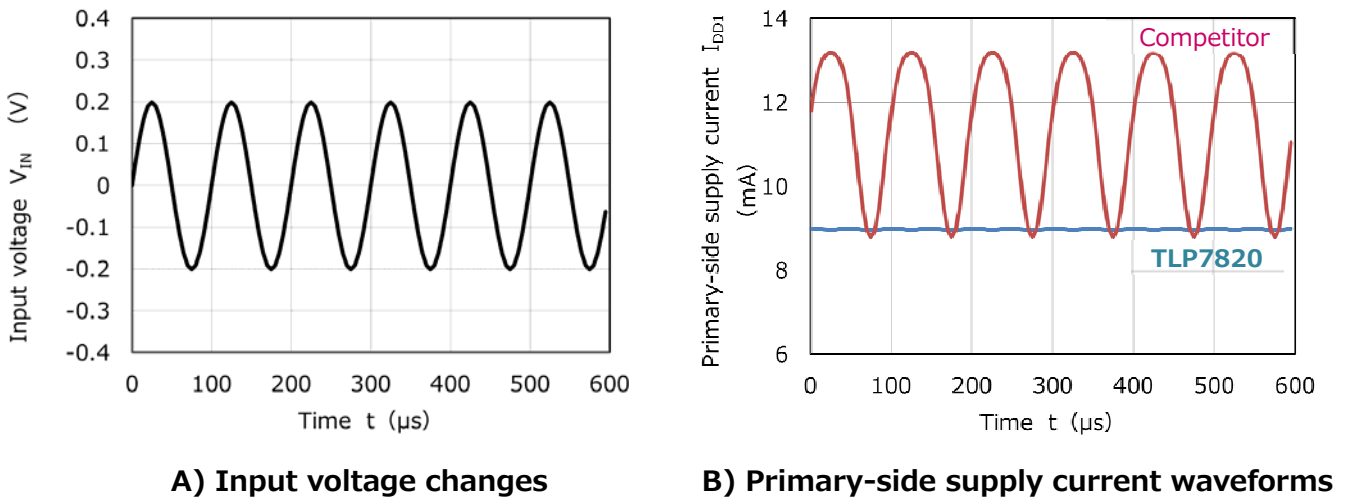 Input voltage V_IN (V)
0.4
0.3
0.2
0.1
0
-0.1
-0.2
-0.3
-0.4
0 100 200 300 400 500 600
Time t (μs)
A) Input voltage changes
Primary-side supply current I_DD1
(mA)
14
12
10
8
6
Competitor
TLP7820
0 100 200 300 400 500 600
Time t (μs)
B) Primary-side supply current waveforms